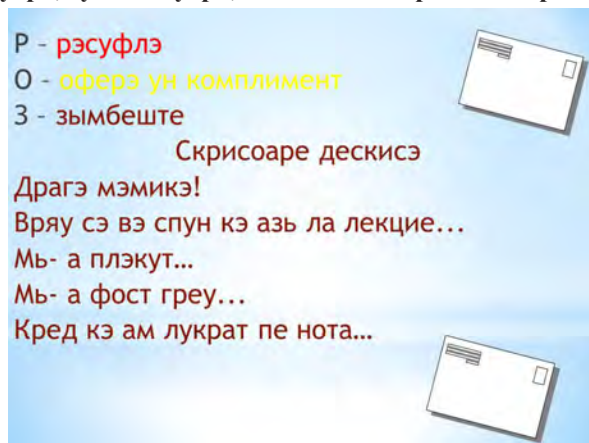 Р - рэсуфлэ
О - оферэ ун комплимент
З - зымбеште
Скрисоаре дескисэ
Драгэ мэмикэ!
Вряу сэ вэ спун кэ азь ла лекцие...
Мь- а плэкут…
Мь- а фост греу...
Кред кэ ам лукрат пе нота…